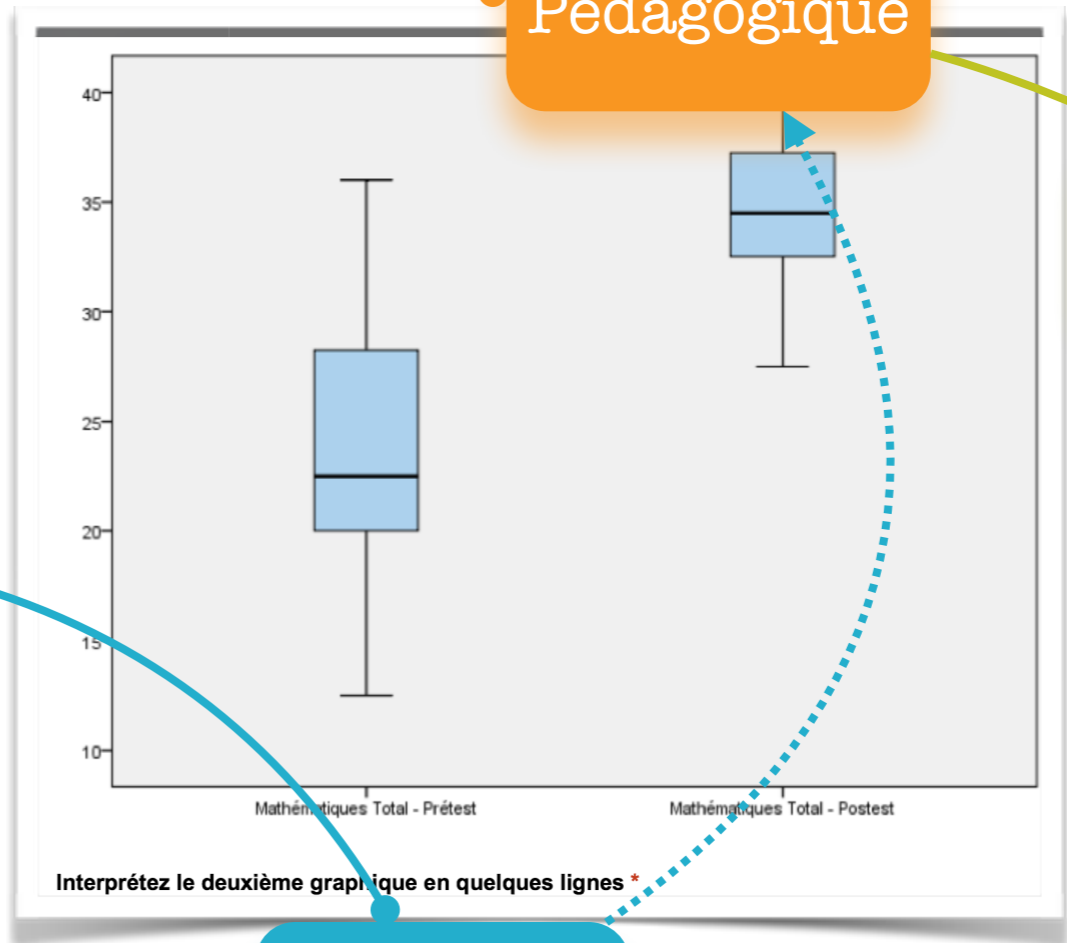 Pédagogique
40
35
30
25
20
15
10
Mathématiques Total - Prétest
Mathématiques Total - Postest
Interprétez le deuxième graphique en quelques lignes *